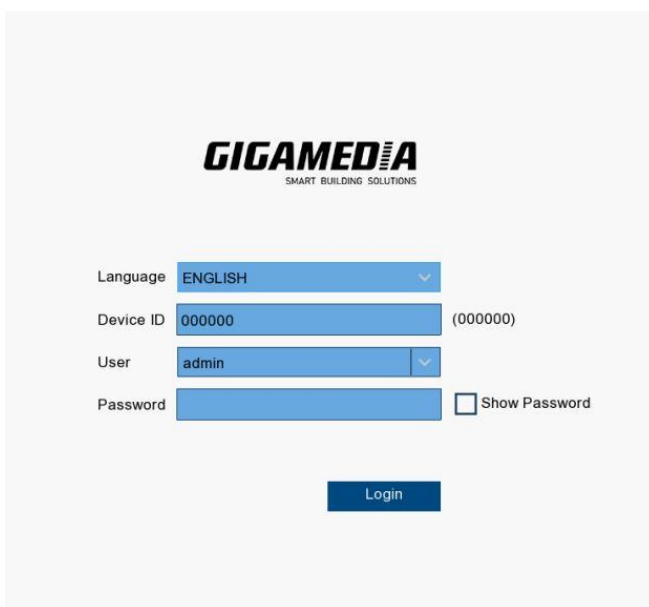 GIGAMEDIA
SMART BUILDING SOLUTIONS
Language ENGLISH
Device ID 000000 (000000)
User admin
Password Show Password
Login